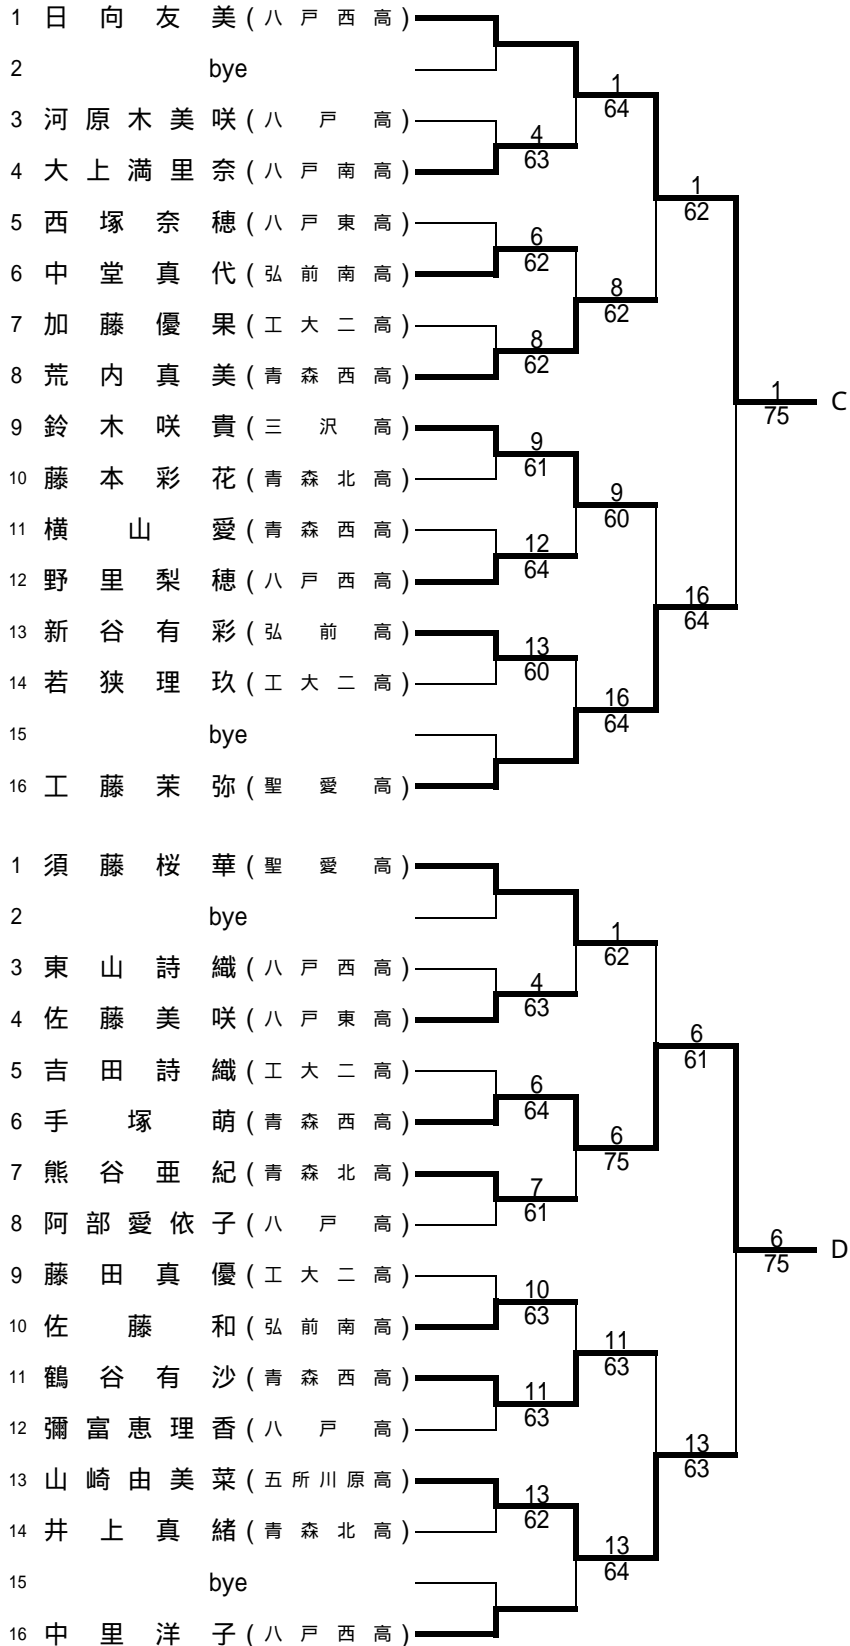 1 日向友美(八戸西高)
2 bye
1
64
3 河原木美咲(八戸高)
4
63
4 大上満里奈(八戸南高)
1
62
5 西塚奈穂(八戸東高)
6
62
6 中堂真代(弘前南高)
8
62
7 加藤優果(工大二高)
8
62
8 荒内真美(青森西高)
1
75
C
9 鈴木咲貴(三沢高)
9
61
10 藤本彩花(青森北高)
9
60
11 横山愛(青森西高)
12
64
12 野里梨穂(八戸西高)
16
64
13 新谷有彩(弘前高)
13
60
14 若狭理玖(工大二高)
16
64
15 bye
16 工藤茉弥(聖愛高)
1 須藤桜華(聖愛高)
2 bye
1
62
3 東山詩織(八戸西高)
4
63
4 佐藤美咲(八戸東高)
6
61
5 吉田詩織(工大二高)
6
64
6 手塚萌(青森西高)
6
75
7 熊谷亜紀(青森北高)
7
61
8 阿部愛依子(八戸高)
6
75
D
9 藤田真優(工大二高)
10
63
10 佐藤和(弘前南高)
11
63
11 鶴谷有沙(青森西高)
11
63
12 彌富恵理香(八戸高)
13
63
13 山崎由美菜(五所川原高)
13
62
14 井上真緒(青森北高)
13
64
15 bye
16 中里洋子(八戸西高)